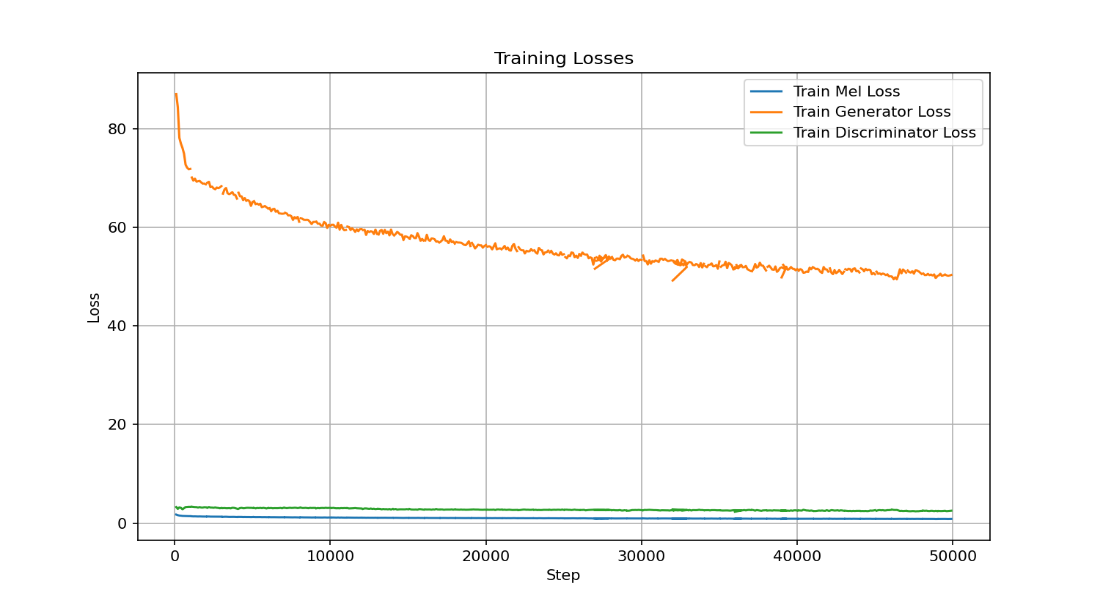 Training Losses
Train Mel Loss
Train Generator Loss
Train Discriminator Loss
80
60
40
20
0
Loss
0 10000 20000 30000 40000 50000
Step